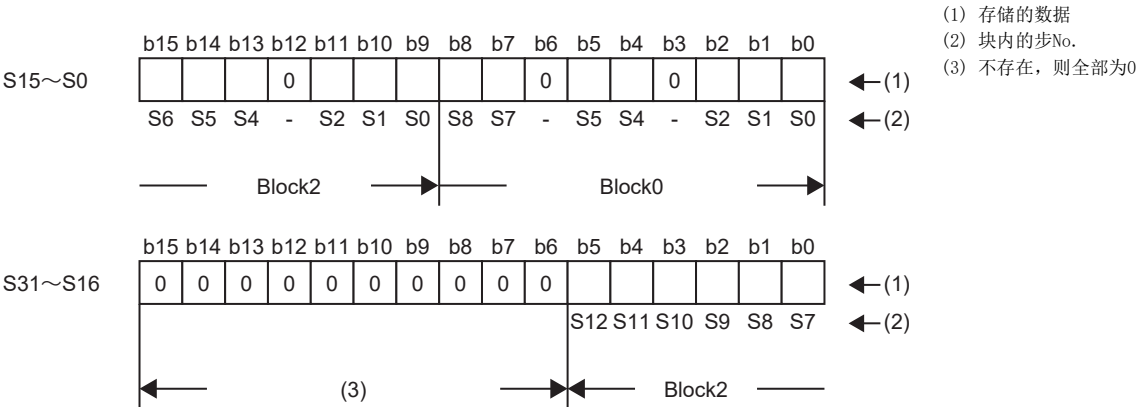 (1) 存储的数据
(2) 块内的步No.
(3) 不存在，则全部为0
b15 b14 b13 b12 b11 b10 b9 b8 b7 b6 b5 b4 b3 b2 b1 b0
S15～S0 0 0 0 (1)
S6 S5 S4 - S2 S1 S0 S8 S7 - S5 S4 - S2 S1 S0 (2)
Block2 Block0
b15 b14 b13 b12 b11 b10 b9 b8 b7 b6 b5 b4 b3 b2 b1 b0
S31～S16 0 0 0 0 0 0 0 0 0 0 (1)
S12 S11 S10 S9 S8 S7 (2)
(3) Block2